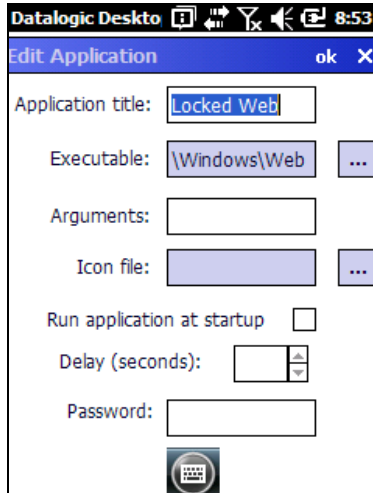 Datalogic Deskto 8:53
Edit Application ok X
Application title: Locked Web
Executable: \Windows\Web ...
Arguments:
Icon file: ...
Run application at startup
Delay (seconds):
Password: